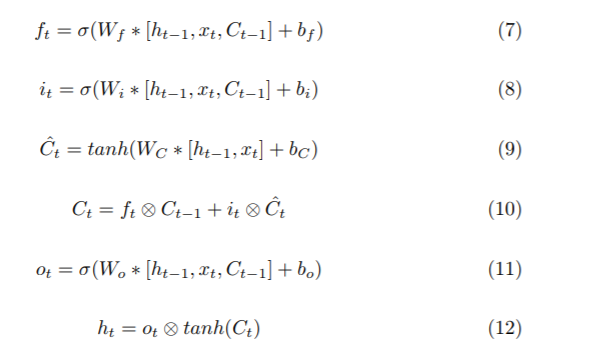 f_t = σ(W_f * [h_{t−1}, x_t, C_{t−1}] + b_f) (7)
i_t = σ(W_i * [h_{t−1}, x_t, C_{t−1}] + b_i) (8)
Ĉ_t = tanh(W_C * [h_{t−1}, x_t] + b_C) (9)
C_t = f_t ⊗ C_{t−1} + i_t ⊗ Ĉ_t (10)
o_t = σ(W_o * [h_{t−1}, x_t, C_{t−1}] + b_o) (11)
h_t = o_t ⊗ tanh(C_t) (12)